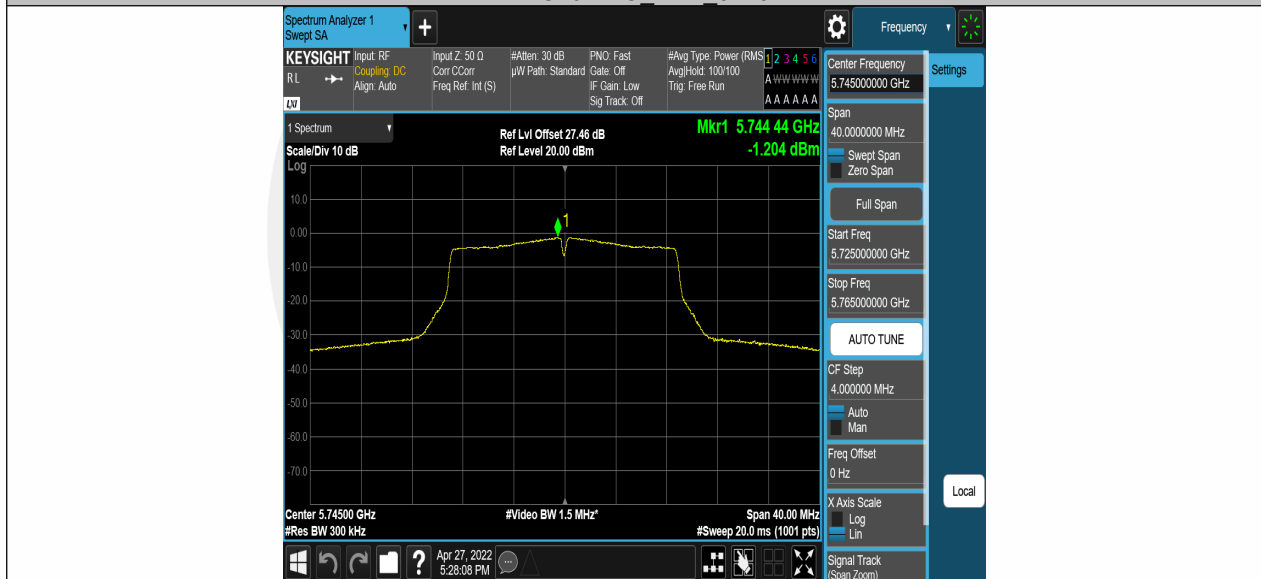 Spectrum Analyzer 1
Swept SA
+
Frequency
KEYSIGHT
RL
LXI
Input: RF
Coupling: DC
Align: Auto
Input Z: 50 Ω
Corr CCorr
Freq Ref: Int (S)
#Atten: 30 dB
µW Path: Standard
PNO: Fast
Gate: Off
IF Gain: Low
Sig Track: Off
#Avg Type: Power (RMS
Avg|Hold: 100/100
Trig: Free Run
1 2 3 4 5 6
A W W W W W
A A A A A A
1 Spectrum
Scale/Div 10 dB
Log
Ref Lvl Offset 27.46 dB
Ref Level 20.00 dBm
Mkr1 5.744 44 GHz
-1.204 dBm
1
10.0
0.00
-10.0
-20.0
-30.0
-40.0
-50.0
-60.0
-70.0
Center 5.74500 GHz
#Res BW 300 kHz
#Video BW 1.5 MHz*
Span 40.00 MHz
#Sweep 20.0 ms (1001 pts)
Center Frequency
5.745000000 GHz
Span
40.0000000 MHz
Swept Span
Zero Span
Full Span
Start Freq
5.725000000 GHz
Stop Freq
5.765000000 GHz
AUTO TUNE
CF Step
4.000000 MHz
Auto
Man
Freq Offset
0 Hz
X Axis Scale
Log
Lin
Signal Track
(Span Zoom)
Settings
Local
?
Apr 27, 2022
5:28:08 PM